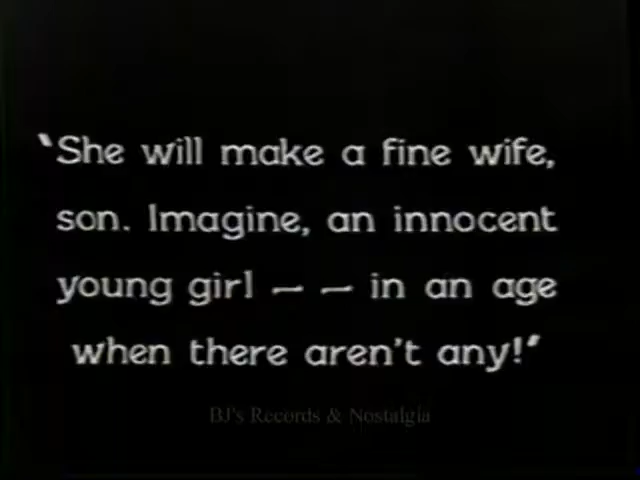 "She will make a fine wife,
son. Imagine, an innocent
young girl — — in an age
when there aren't any!"
BJ's Records & Nostalgia